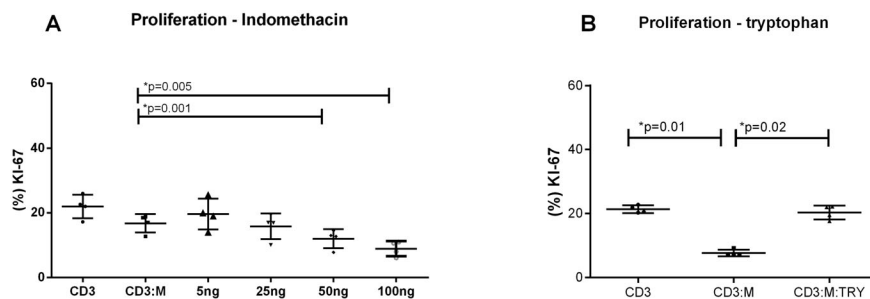 A
Proliferation - Indomethacin
(%) KI-67
60
40
20
0
*p=0.005
*p=0.001
CD3 CD3:M 5ng 25ng 50ng 100ng
B
Proliferation - tryptophan
(%) KI-67
60
40
20
0
*p=0.01 *p=0.02
CD3 CD3:M CD3:M:TRY